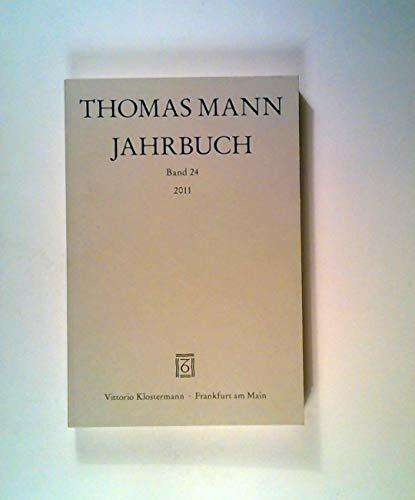 THOMAS MANN
JAHRBUCH
Band 24
2011
Vittorio Klostermann · Frankfurt am Main